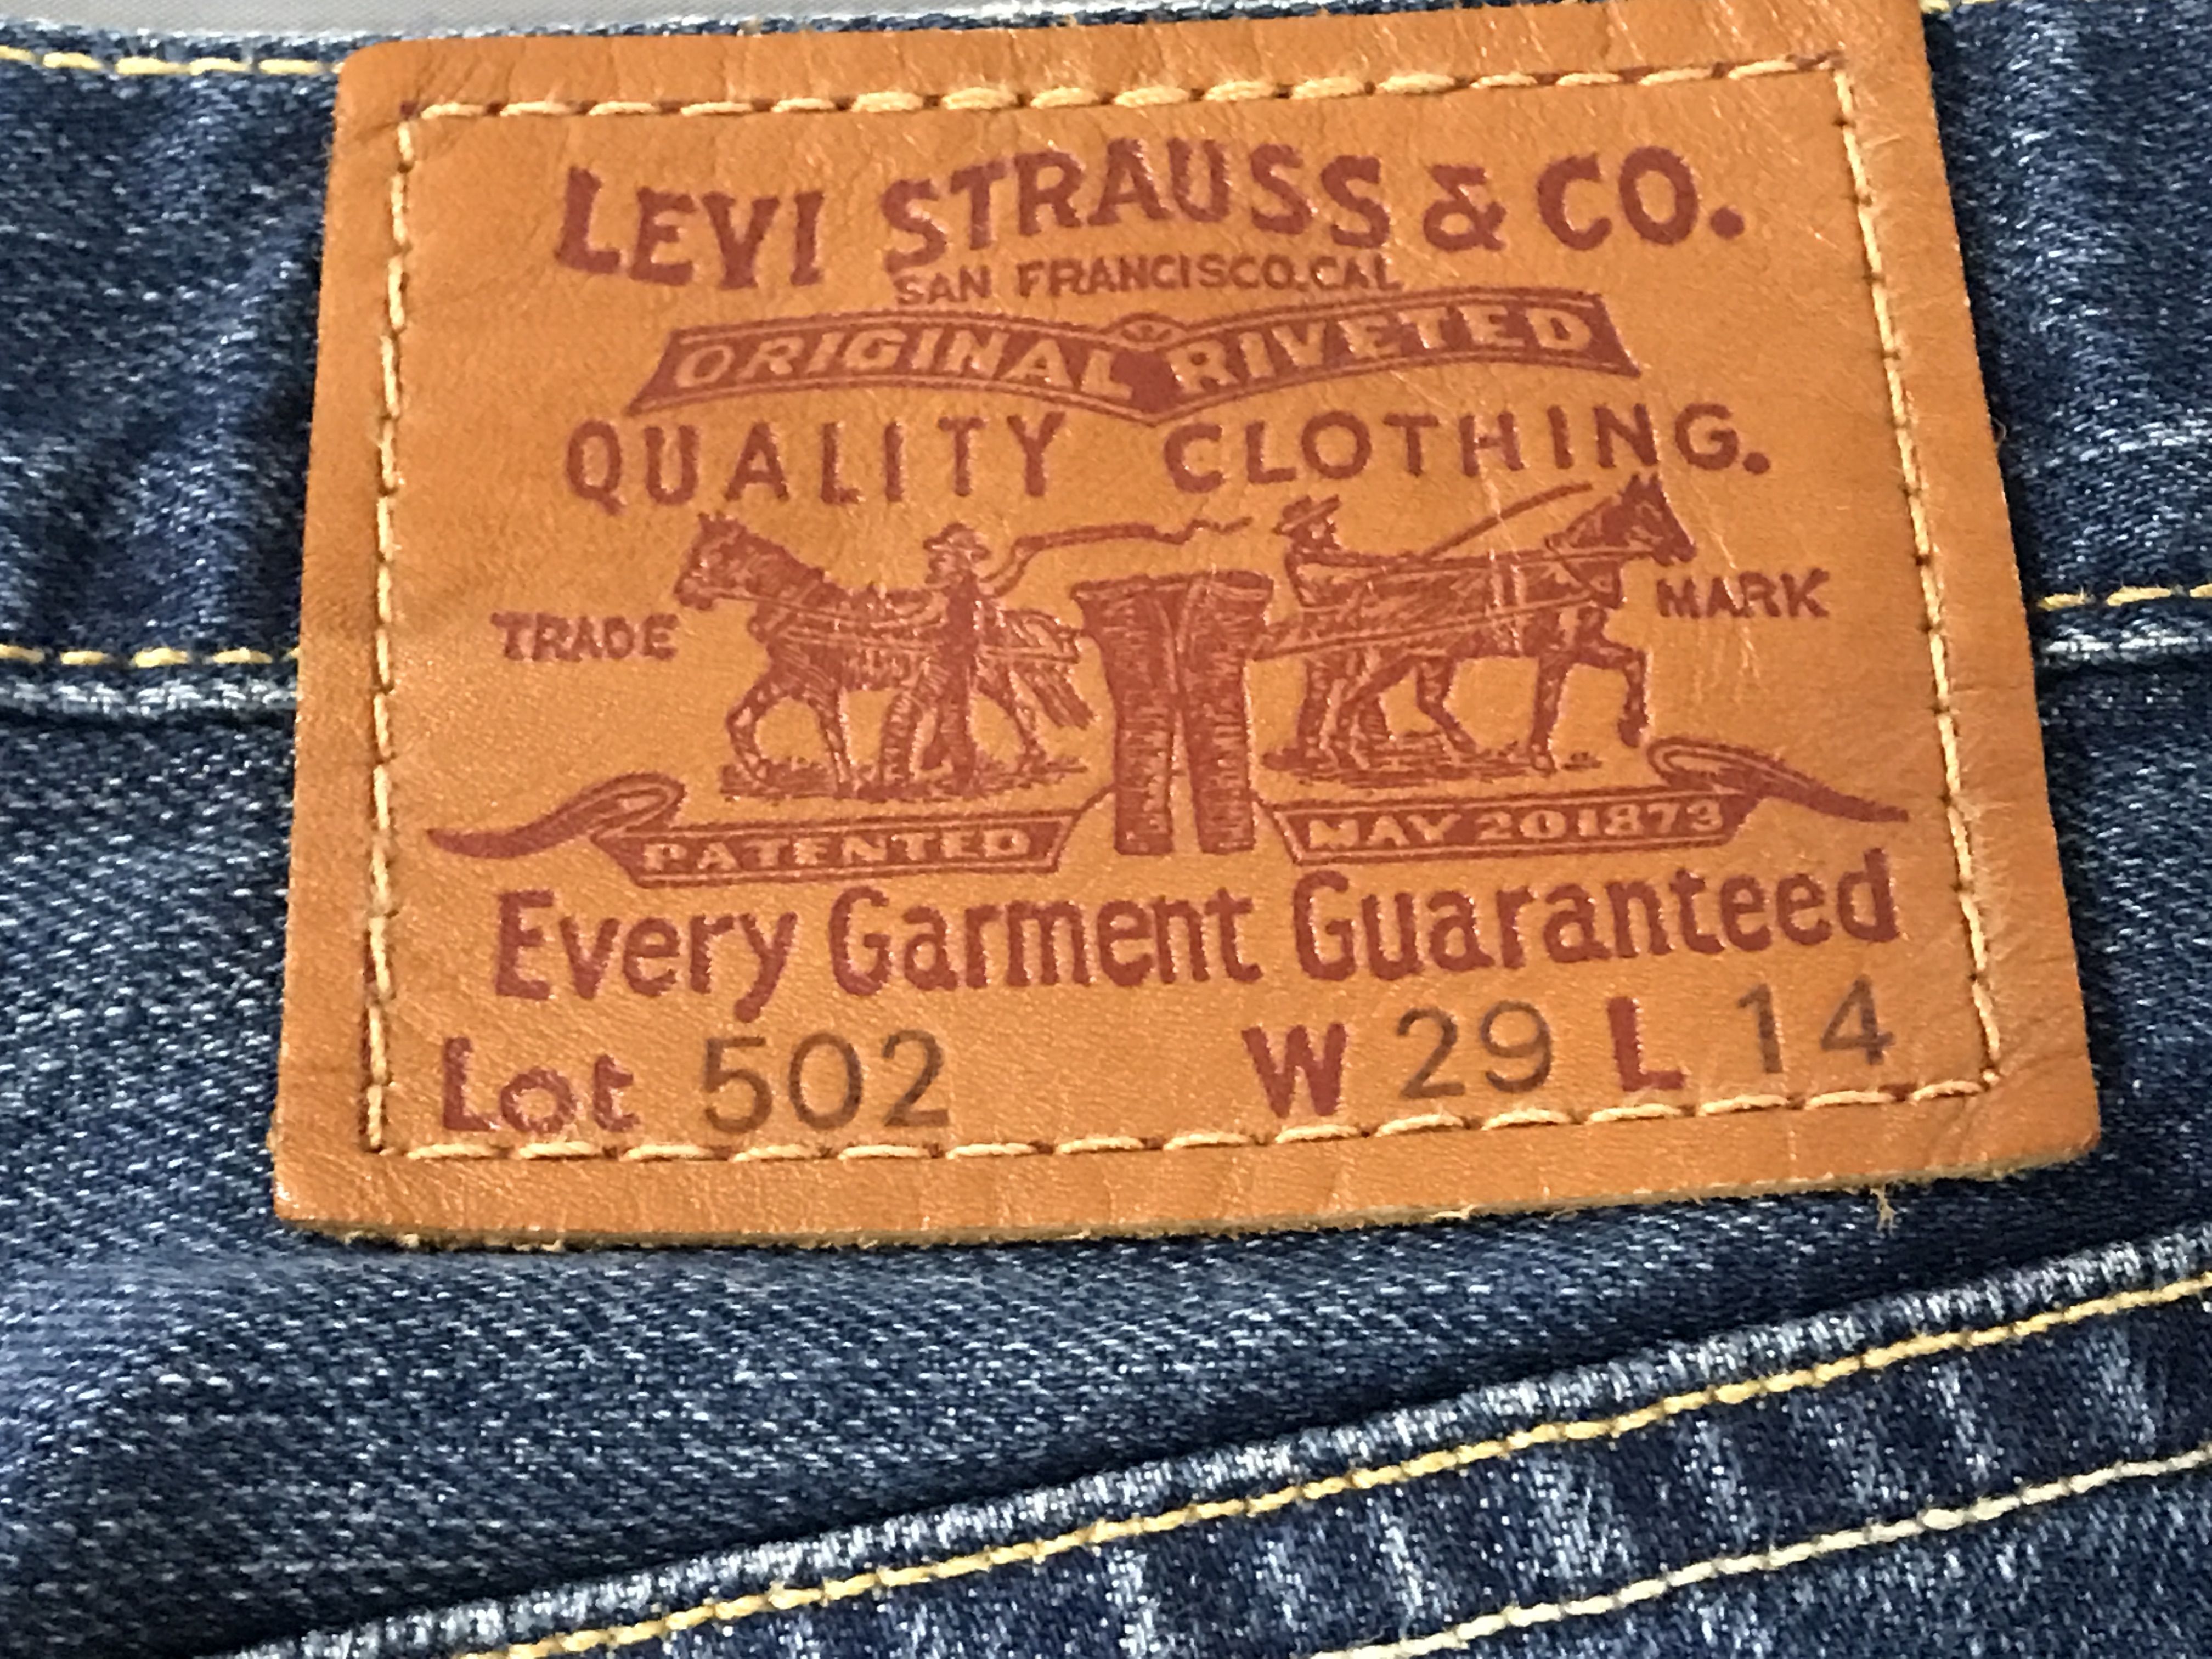 LEVI STRAUSS & CO.
SAN FRANCISCO, CAL
ORIGINAL RIVETED
QUALITY CLOTHING.
TRADE MARK
PATENTED MAY 20 1873
Every Garment Guaranteed
Lot 502 W 29 L 14